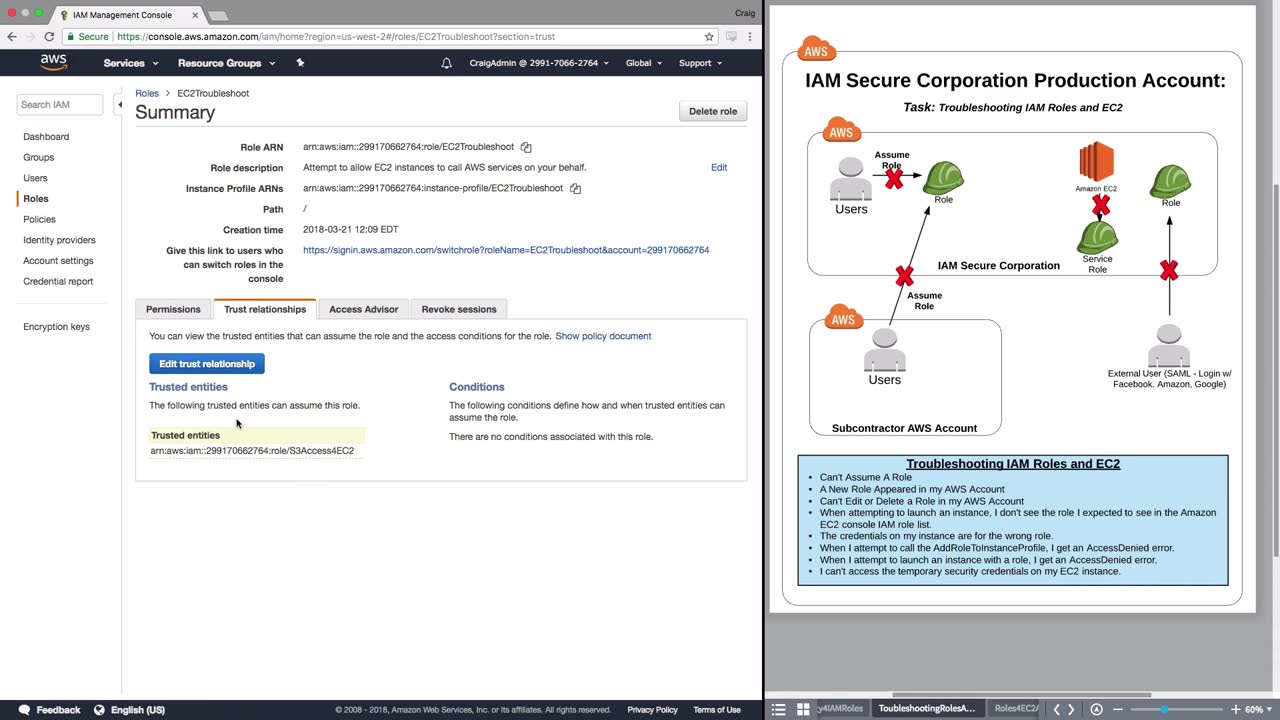 IAM Management Console
Craig
Secure
https://console.aws.amazon.com/iam/home?region=us-west-2#/roles/EC2Troubleshoot?section=trust
aws
Services
Resource Groups
CraigAdmin @ 2991-7066-2764
Global
Support
Search IAM
Dashboard
Groups
Users
Roles
Policies
Identity providers
Account settings
Credential report
Encryption keys
Roles > EC2Troubleshoot
Summary
Delete role
Role ARN arn:aws:iam::299170662764:role/EC2Troubleshoot
Role description Attempt to allow EC2 instances to call AWS services on your behalf. Edit
Instance Profile ARNs arn:aws:iam::299170662764:instance-profile/EC2Troubleshoot
Path /
Creation time 2018-03-21 12:09 EDT
Give this link to users who https://signin.aws.amazon.com/switchrole?roleName=EC2Troubleshoot&account=299170662764
can switch roles in the
console
Permissions
Trust relationships
Access Advisor
Revoke sessions
You can view the trusted entities that can assume the role and the access conditions for the role. Show policy document
Edit trust relationship
Trusted entities
The following trusted entities can assume this role.
Trusted entities
arn:aws:iam::299170662764:role/S3Access4EC2
Conditions
The following conditions define how and when trusted entities can
assume the role.
There are no conditions associated with this role.
Feedback
English (US)
© 2008 - 2018, Amazon Web Services, Inc. or its affiliates. All rights reserved.
Privacy Policy
Terms of Use
AWS
IAM Secure Corporation Production Account:
Task: Troubleshooting IAM Roles and EC2
AWS
Assume
Role
Users
Role
Amazon EC2
Service
Role
Role
IAM Secure Corporation
Assume
Role
AWS
Users
Subcontractor AWS Account
External User (SAML - Login w/
Facebook. Amazon, Google)
Troubleshooting IAM Roles and EC2
• Can't Assume A Role
• A New Role Appeared in my AWS Account
• Can't Edit or Delete a Role in my AWS Account
• When attempting to launch an instance, I don't see the role I expected to see in the Amazon
EC2 console IAM role list.
• The credentials on my instance are for the wrong role.
• When I attempt to call the AddRoleToInstanceProfile, I get an AccessDenied error.
• When I attempt to launch an instance with a role, I get an AccessDenied error.
• I can't access the temporary security credentials on my EC2 instance.
y4IAMRoles
ToubleshootingRolesA...
Roles4EC2
60%